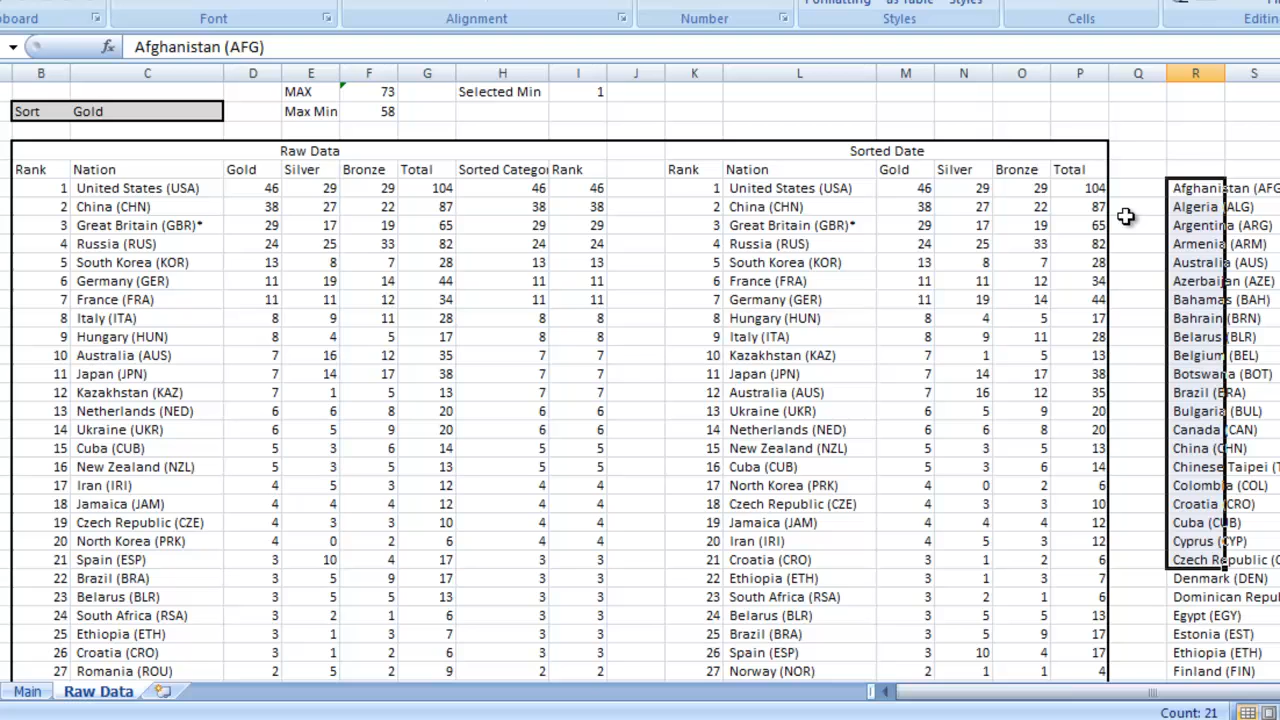 Formatting as Table Styles
pboard Font Alignment Number Styles Cells Editin
fx Afghanistan (AFG)
B C D E F G H I J K L M N O P Q R S
MAX 73 Selected Min 1
Sort Gold Max Min 58
Raw Data Sorted Date
Rank Nation Gold Silver Bronze Total Sorted Categor Rank Rank Nation Gold Silver Bronze Total
1 United States (USA) 46 29 29 104 46 46 1 United States (USA) 46 29 29 104 Afghanistan (AFG
2 China (CHN) 38 27 22 87 38 38 2 China (CHN) 38 27 22 87 Algeria (ALG)
3 Great Britain (GBR)* 29 17 19 65 29 29 3 Great Britain (GBR)* 29 17 19 65 Argentina (ARG)
4 Russia (RUS) 24 25 33 82 24 24 4 Russia (RUS) 24 25 33 82 Armenia (ARM)
5 South Korea (KOR) 13 8 7 28 13 13 5 South Korea (KOR) 13 8 7 28 Australia (AUS)
6 Germany (GER) 11 19 14 44 11 11 6 France (FRA) 11 11 12 34 Azerbaijan (AZE)
7 France (FRA) 11 11 12 34 11 11 7 Germany (GER) 11 19 14 44 Bahamas (BAH)
8 Italy (ITA) 8 9 11 28 8 8 8 Hungary (HUN) 8 4 5 17 Bahrain (BRN)
9 Hungary (HUN) 8 4 5 17 8 8 9 Italy (ITA) 8 9 11 28 Belarus (BLR)
10 Australia (AUS) 7 16 12 35 7 7 10 Kazakhstan (KAZ) 7 1 5 13 Belgium (BEL)
11 Japan (JPN) 7 14 17 38 7 7 11 Japan (JPN) 7 14 17 38 Botswana (BOT)
12 Kazakhstan (KAZ) 7 1 5 13 7 7 12 Australia (AUS) 7 16 12 35 Brazil (BRA)
13 Netherlands (NED) 6 6 8 20 6 6 13 Ukraine (UKR) 6 5 9 20 Bulgaria (BUL)
14 Ukraine (UKR) 6 5 9 20 6 6 14 Netherlands (NED) 6 6 8 20 Canada (CAN)
15 Cuba (CUB) 5 3 6 14 5 5 15 New Zealand (NZL) 5 3 5 13 China (CHN)
16 New Zealand (NZL) 5 3 5 13 5 5 16 Cuba (CUB) 5 3 6 14 Chinese Taipei (T
17 Iran (IRI) 4 5 3 12 4 4 17 North Korea (PRK) 4 0 2 6 Colombia (COL)
18 Jamaica (JAM) 4 4 4 12 4 4 18 Czech Republic (CZE) 4 3 3 10 Croatia (CRO)
19 Czech Republic (CZE) 4 3 3 10 4 4 19 Jamaica (JAM) 4 4 4 12 Cuba (CUB)
20 North Korea (PRK) 4 0 2 6 4 4 20 Iran (IRI) 4 5 3 12 Cyprus (CYP)
21 Spain (ESP) 3 10 4 17 3 3 21 Croatia (CRO) 3 1 2 6 Czech Republic (C
22 Brazil (BRA) 3 5 9 17 3 3 22 Ethiopia (ETH) 3 1 3 7 Denmark (DEN)
23 Belarus (BLR) 3 5 5 13 3 3 23 South Africa (RSA) 3 2 1 6 Dominican Repul
24 South Africa (RSA) 3 2 1 6 3 3 24 Belarus (BLR) 3 5 5 13 Egypt (EGY)
25 Ethiopia (ETH) 3 1 3 7 3 3 25 Brazil (BRA) 3 5 9 17 Estonia (EST)
26 Croatia (CRO) 3 1 2 6 3 3 26 Spain (ESP) 3 10 4 17 Ethiopia (ETH)
27 Romania (ROU) 2 5 2 9 2 2 27 Norway (NOR) 2 1 1 4 Finland (FIN)
Main Raw Data
Count: 21